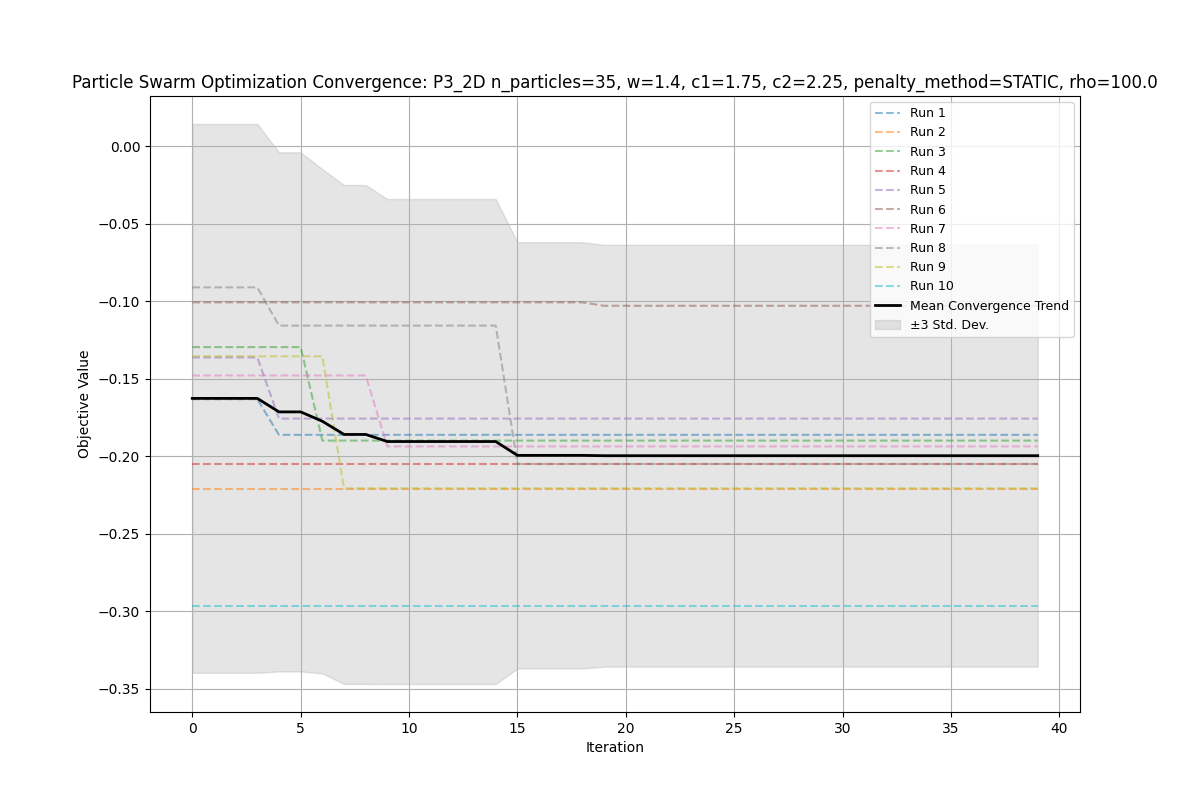 Particle Swarm Optimization Convergence: P3_2D n_particles=35, w=1.4, c1=1.75, c2=2.25, penalty_method=STATIC, rho=100.0
Run 1
Run 2
Run 3
Run 4
Run 5
Run 6
Run 7
Run 8
Run 9
Run 10
Mean Convergence Trend
±3 Std. Dev.
Objective Value
0.00
−0.05
−0.10
−0.15
−0.20
−0.25
−0.30
−0.35
0 5 10 15 20 25 30 35 40
Iteration